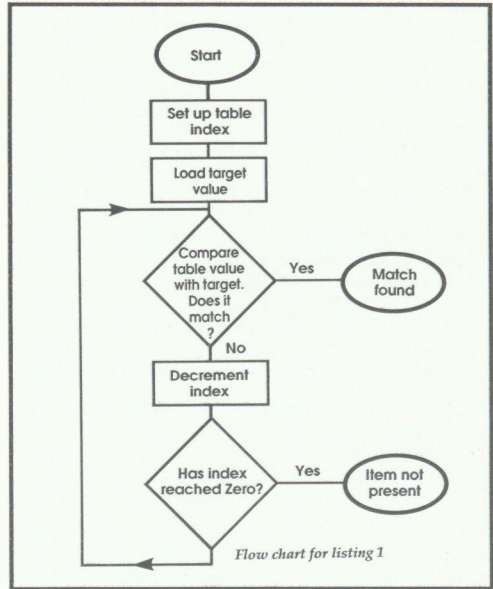 Start
Set up table
index
Load target
value
Compare
table value
with target.
Does it
match
?
Yes
Match
found
No
Decrement
index
Has index
reached Zero?
Yes
Item not
present
Flow chart for listing 1